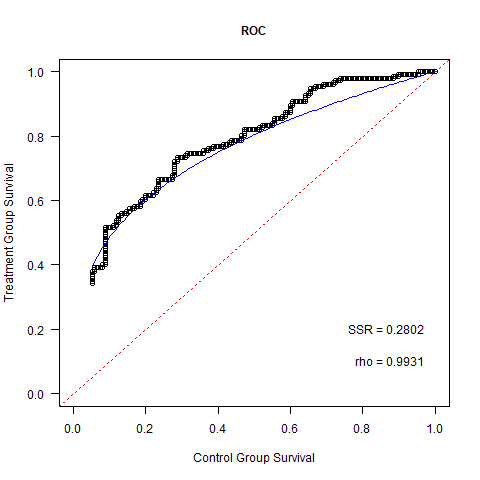 ROC
Treatment Group Survival
1.0
0.8
0.6
0.4
0.2
0.0
SSR = 0.2802
rho = 0.9931
0.0 0.2 0.4 0.6 0.8 1.0
Control Group Survival